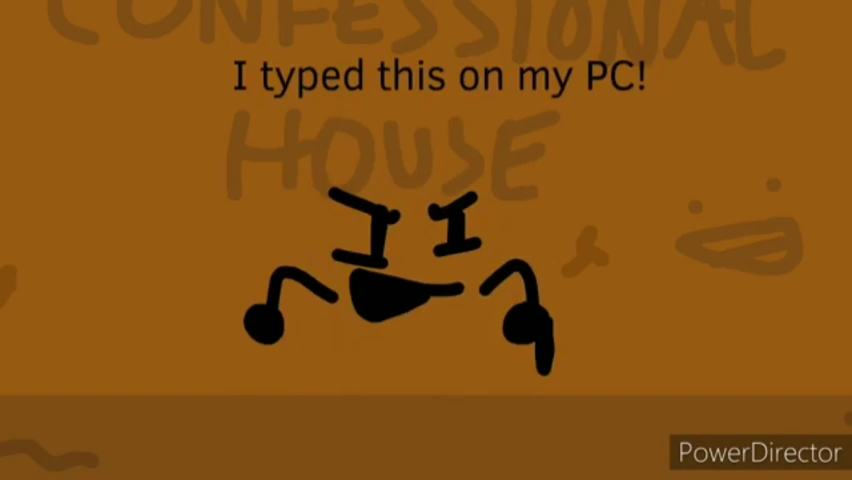 CONFESSIONAL
I typed this on my PC!
HOUSE
PowerDirector